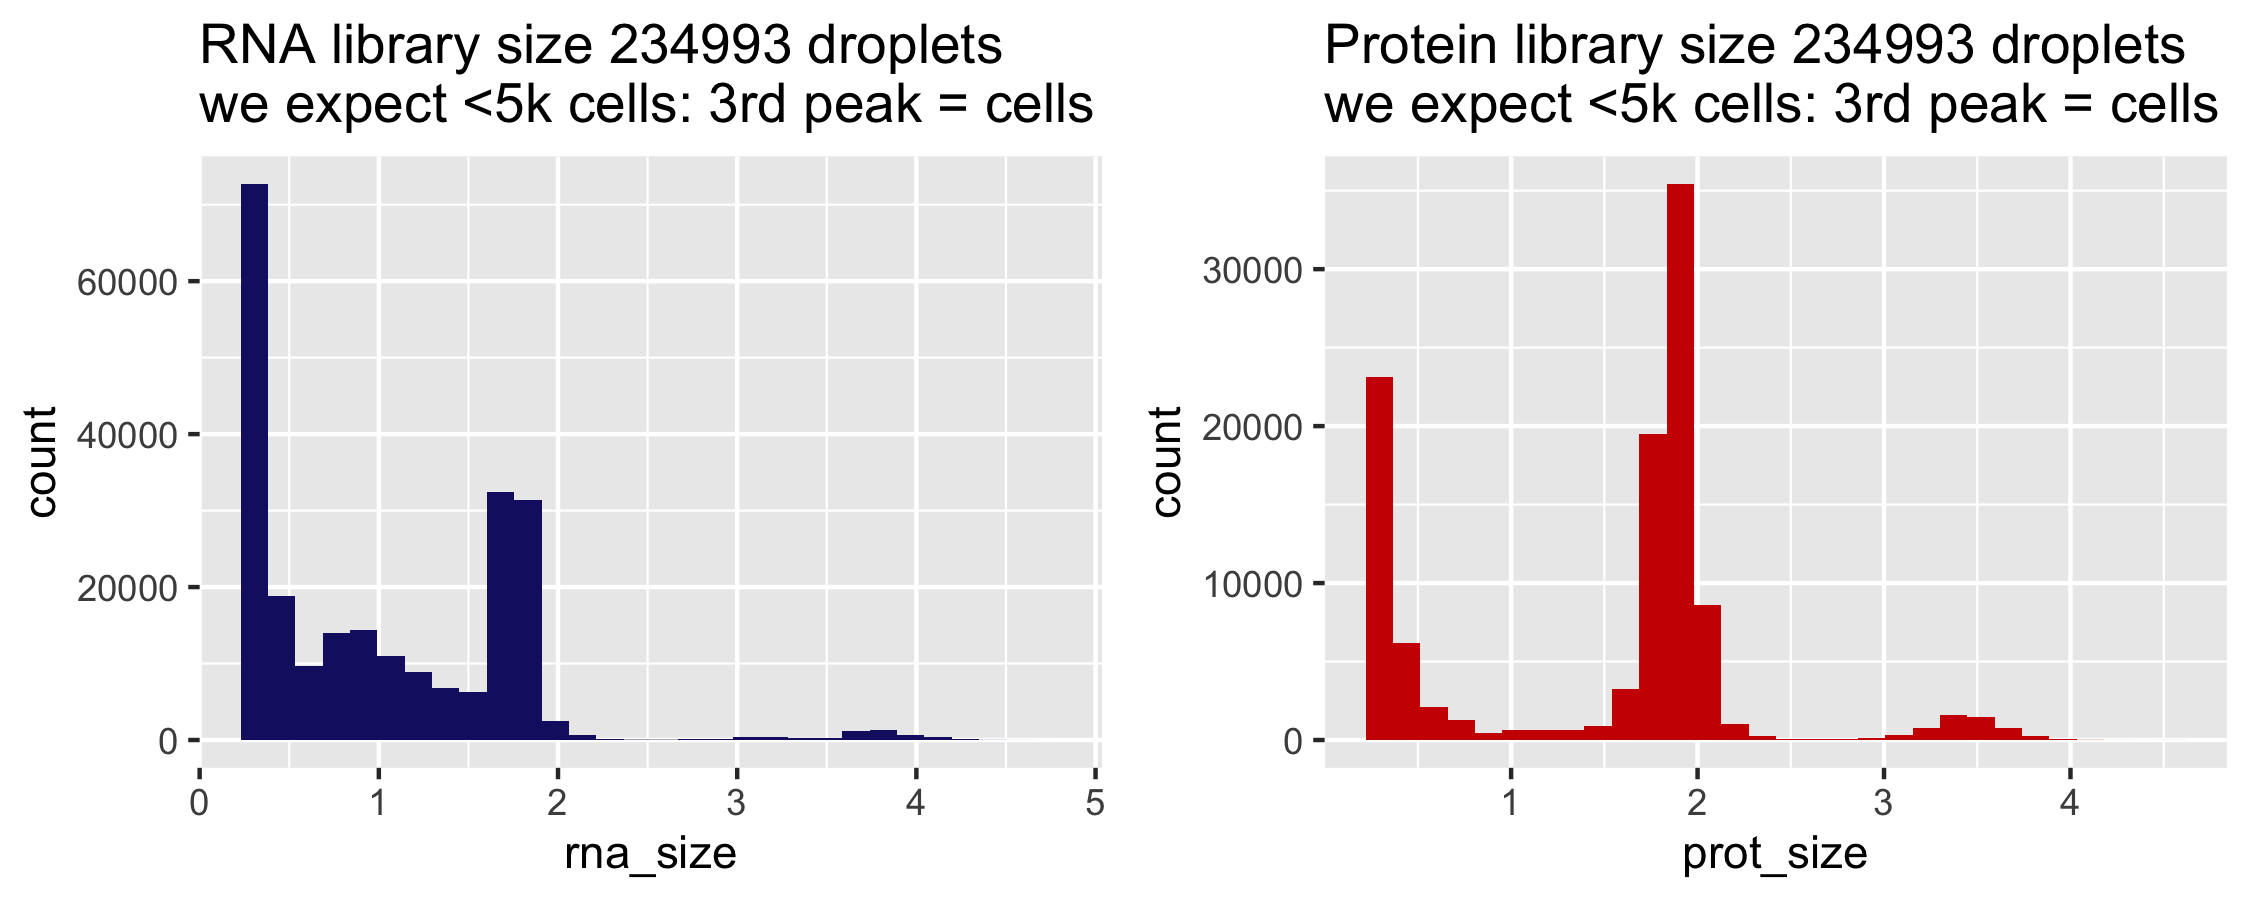 RNA library size 234993 droplets
we expect <5k cells: 3rd peak = cells
count
60000
40000
20000
0
0 1 2 3 4 5
rna_size
Protein library size 234993 droplets
we expect <5k cells: 3rd peak = cells
count
30000
20000
10000
0
1 2 3 4
prot_size